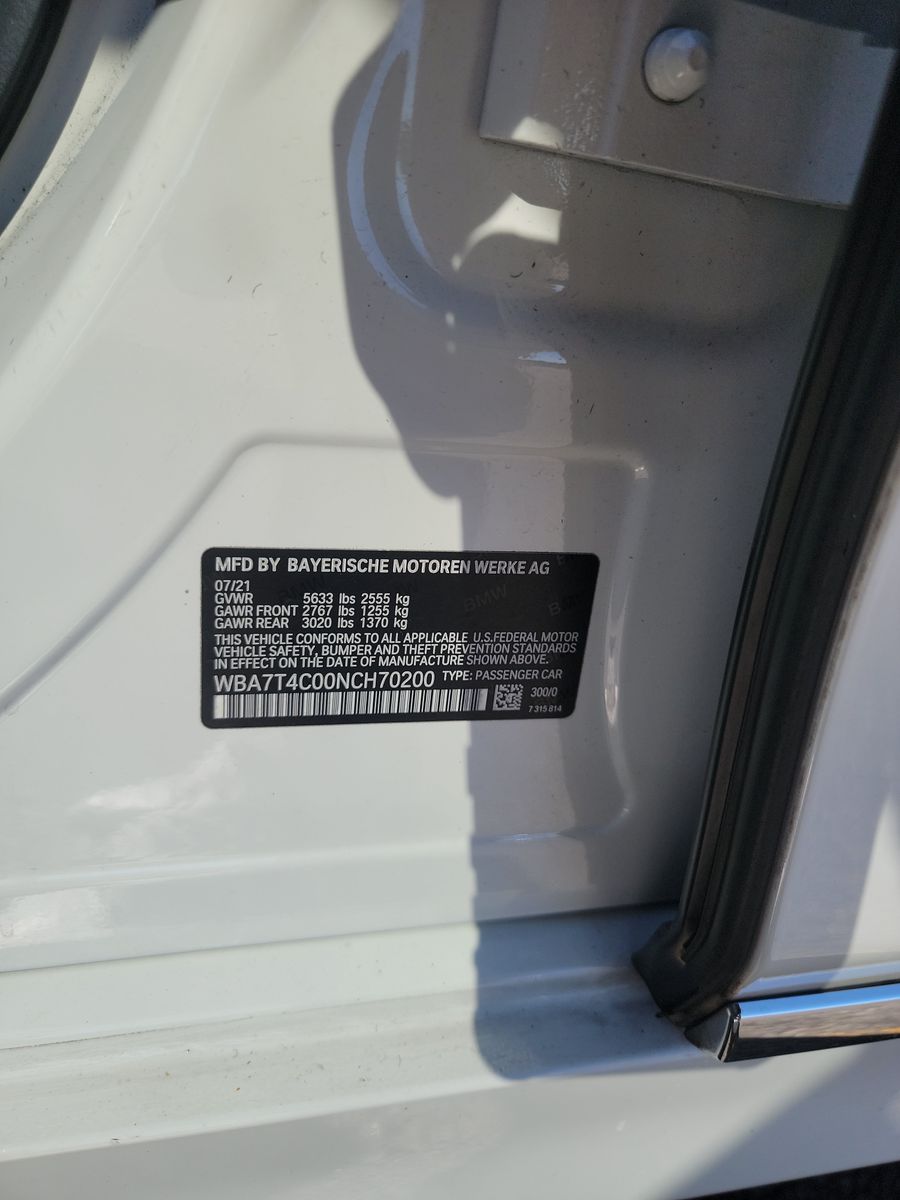 MFD BY BAYERISCHE MOTOREN WERKE AG
07/21
GVWR 5633 lbs 2555 kg
GAWR FRONT 2767 lbs 1255 kg
GAWR REAR 3020 lbs 1370 kg
THIS VEHICLE CONFORMS TO ALL APPLICABLE U.S.FEDERAL MOTOR
VEHICLE SAFETY, BUMPER AND THEFT PREVENTION STANDARDS
IN EFFECT ON THE DATE OF MANUFACTURE SHOWN ABOVE.
WBA7T4C00NCH70200 TYPE: PASSENGER CAR
300/0
7 315 814
BMW